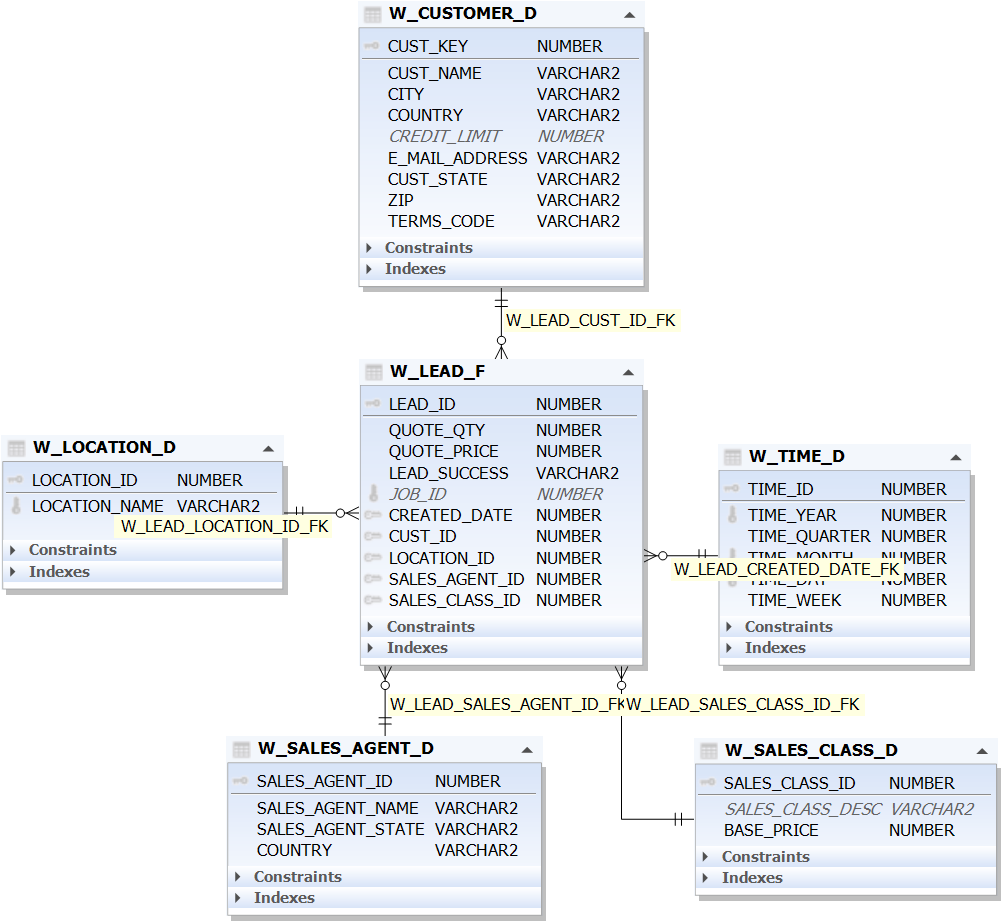 W_CUSTOMER_D
CUST_KEY NUMBER
CUST_NAME VARCHAR2
CITY VARCHAR2
COUNTRY VARCHAR2
CREDIT_LIMIT NUMBER
E_MAIL_ADDRESS VARCHAR2
CUST_STATE VARCHAR2
ZIP VARCHAR2
TERMS_CODE VARCHAR2
Constraints
Indexes
W_LEAD_CUST_ID_FK
W_LEAD_F
LEAD_ID NUMBER
QUOTE_QTY NUMBER
QUOTE_PRICE NUMBER
LEAD_SUCCESS VARCHAR2
JOB_ID NUMBER
CREATED_DATE NUMBER
CUST_ID NUMBER
LOCATION_ID NUMBER
SALES_AGENT_ID NUMBER
SALES_CLASS_ID NUMBER
Constraints
Indexes
W_LOCATION_D
LOCATION_ID NUMBER
LOCATION_NAME VARCHAR2
W_LEAD_LOCATION_ID_FK
Constraints
Indexes
W_TIME_D
TIME_ID NUMBER
TIME_YEAR NUMBER
TIME_QUARTER NUMBER
TIME_MONTH NUMBER
W_LEAD_CREATED_DATE_FK
TIME_DAY NUMBER
TIME_WEEK NUMBER
Constraints
Indexes
W_LEAD_SALES_AGENT_ID_FK
W_LEAD_SALES_CLASS_ID_FK
W_SALES_AGENT_D
SALES_AGENT_ID NUMBER
SALES_AGENT_NAME VARCHAR2
SALES_AGENT_STATE VARCHAR2
COUNTRY VARCHAR2
Constraints
Indexes
W_SALES_CLASS_D
SALES_CLASS_ID NUMBER
SALES_CLASS_DESC VARCHAR2
BASE_PRICE NUMBER
Constraints
Indexes